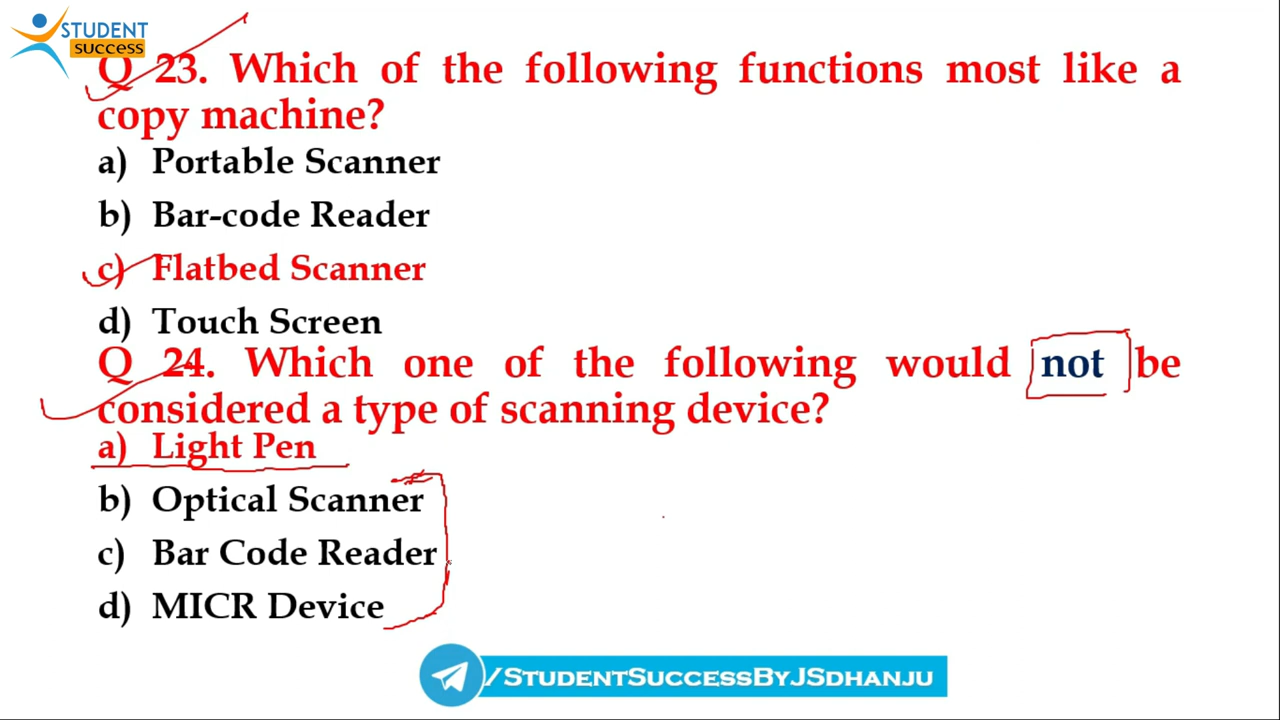 STUDENT
success
Q 23. Which of the following functions most like a
copy machine?
a) Portable Scanner
b) Bar-code Reader
c) Flatbed Scanner
d) Touch Screen
Q 24. Which one of the following would not be
considered a type of scanning device?
a) Light Pen
b) Optical Scanner
c) Bar Code Reader
d) MICR Device
/STUDENTSUCCESSBYJSDHANJU